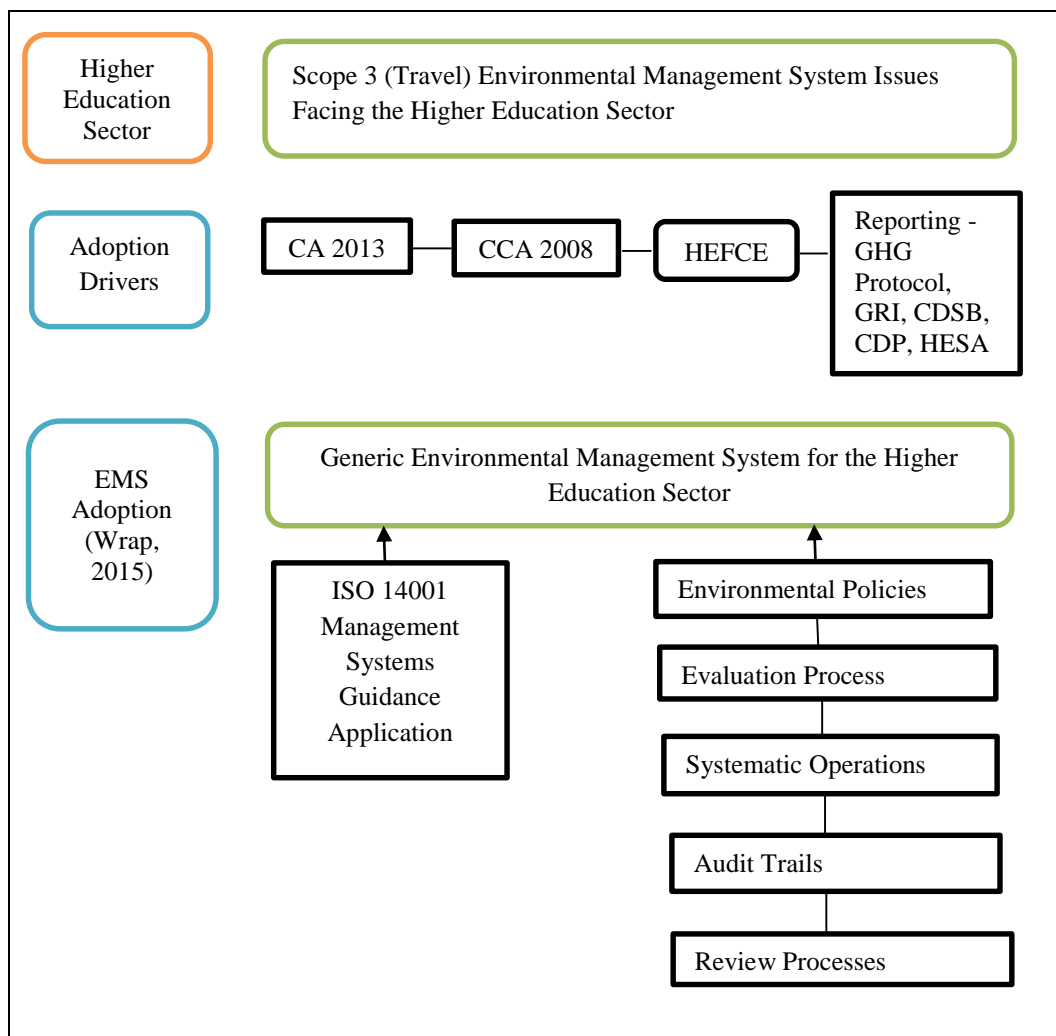 Higher
Education
Sector
Scope 3 (Travel) Environmental Management System Issues
Facing the Higher Education Sector
Adoption
Drivers
CA 2013
CCA 2008
HEFCE
Reporting -
GHG
Protocol,
GRI, CDSB,
CDP, HESA
EMS
Adoption
(Wrap,
2015)
Generic Environmental Management System for the Higher
Education Sector
ISO 14001
Management
Systems
Guidance
Application
Environmental Policies
Evaluation Process
Systematic Operations
Audit Trails
Review Processes